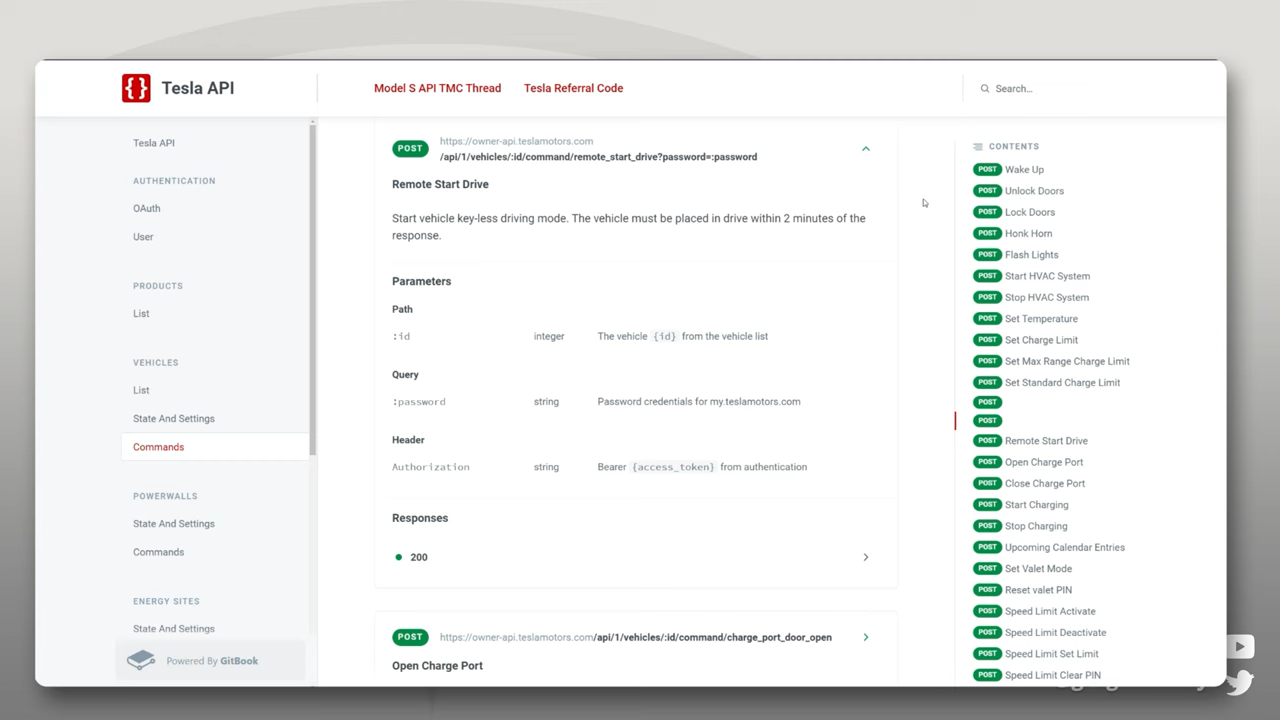 Tesla API
Model S API TMC Thread
Tesla Referral Code
Search...
Tesla API
AUTHENTICATION
OAuth
User
PRODUCTS
List
VEHICLES
List
State And Settings
Commands
POWERWALLS
State And Settings
Commands
ENERGY SITES
State And Settings
Powered By GitBook
POST
https://owner-api.teslamotors.com
/api/1/vehicles/:id/command/remote_start_drive?password=:password
Remote Start Drive
Start vehicle key-less driving mode. The vehicle must be placed in drive within 2 minutes of the
response.
Parameters
Path
:id integer The vehicle {id} from the vehicle list
Query
:password string Password credentials for my.teslamotors.com
Header
Authorization string Bearer {access_token} from authentication
Responses
200
POST https://owner-api.teslamotors.com/api/1/vehicles/:id/command/charge_port_door_open
Open Charge Port
CONTENTS
POST Wake Up
POST Unlock Doors
POST Lock Doors
POST Honk Horn
POST Flash Lights
POST Start HVAC System
POST Stop HVAC System
POST Set Temperature
POST Set Charge Limit
POST Set Max Range Charge Limit
POST Set Standard Charge Limit
POST
POST
POST Remote Start Drive
POST Open Charge Port
POST Close Charge Port
POST Start Charging
POST Stop Charging
POST Upcoming Calendar Entries
POST Set Valet Mode
POST Reset valet PIN
POST Speed Limit Activate
POST Speed Limit Deactivate
POST Speed Limit Set Limit
POST Speed Limit Clear PIN